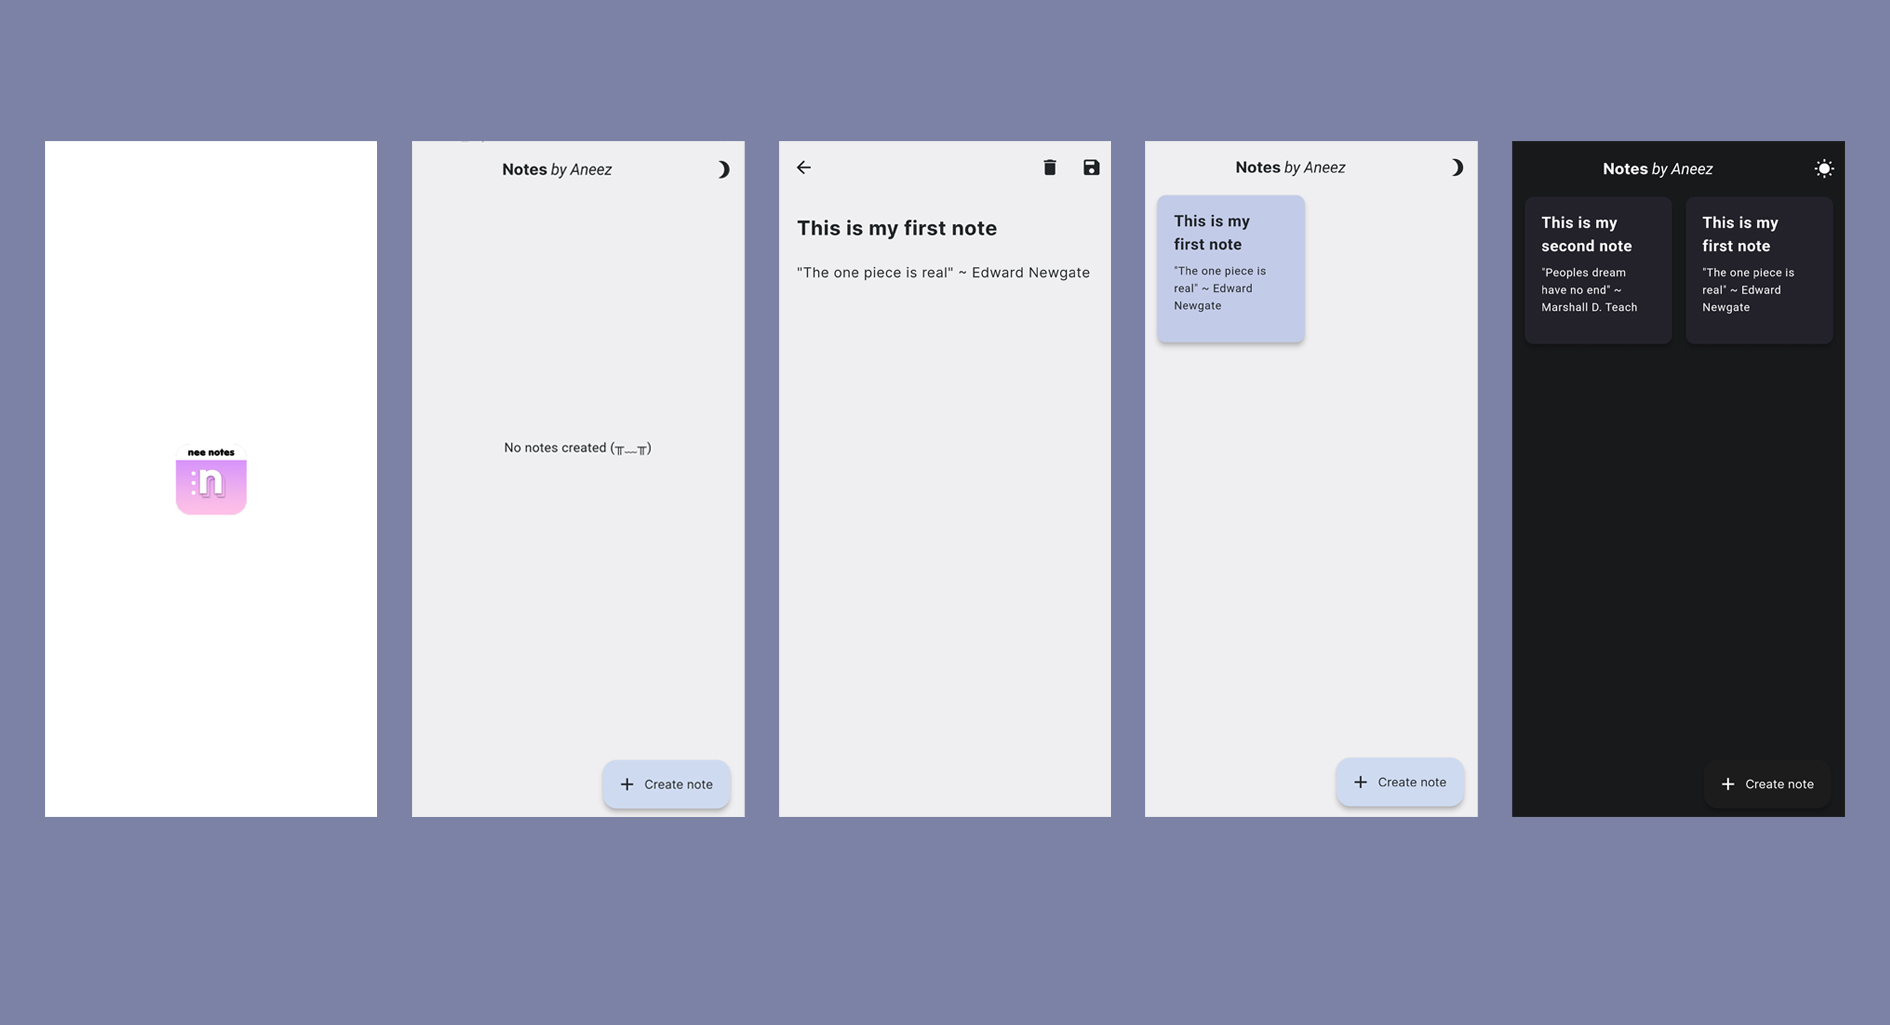 nee notes
:n
Notes by Aneez
No notes created (╥﹏╥)
+ Create note
This is my first note
"The one piece is real" ~ Edward Newgate
Notes by Aneez
This is my
first note
"The one piece is
real" ~ Edward
Newgate
+ Create note
Notes by Aneez
This is my
second note
"Peoples dream
have no end" ~
Marshall D. Teach
This is my
first note
"The one piece is
real" ~ Edward
Newgate
+ Create note